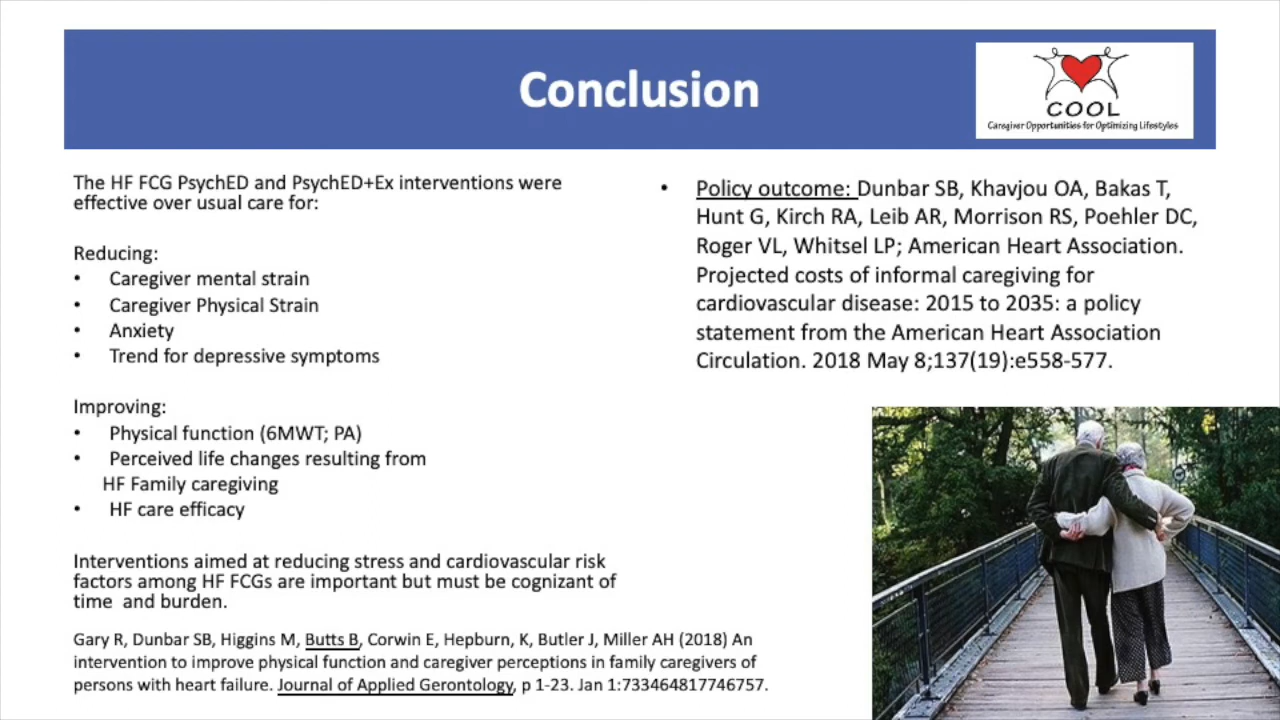 Conclusion
COOL
Caregiver Opportunities for Optimizing Lifestyles
The HF FCG PsychED and PsychED+Ex interventions were
effective over usual care for:
Reducing:
• Caregiver mental strain
• Caregiver Physical Strain
• Anxiety
• Trend for depressive symptoms
Improving:
• Physical function (6MWT; PA)
• Perceived life changes resulting from
HF Family caregiving
• HF care efficacy
Interventions aimed at reducing stress and cardiovascular risk
factors among HF FCGs are important but must be cognizant of
time and burden.
Gary R, Dunbar SB, Higgins M, Butts B, Corwin E, Hepburn, K, Butler J, Miller AH (2018) An
intervention to improve physical function and caregiver perceptions in family caregivers of
persons with heart failure. Journal of Applied Gerontology, p 1-23. Jan 1:733464817746757.
• Policy outcome: Dunbar SB, Khavjou OA, Bakas T,
Hunt G, Kirch RA, Leib AR, Morrison RS, Poehler DC,
Roger VL, Whitsel LP; American Heart Association.
Projected costs of informal caregiving for
cardiovascular disease: 2015 to 2035: a policy
statement from the American Heart Association
Circulation. 2018 May 8;137(19):e558-577.